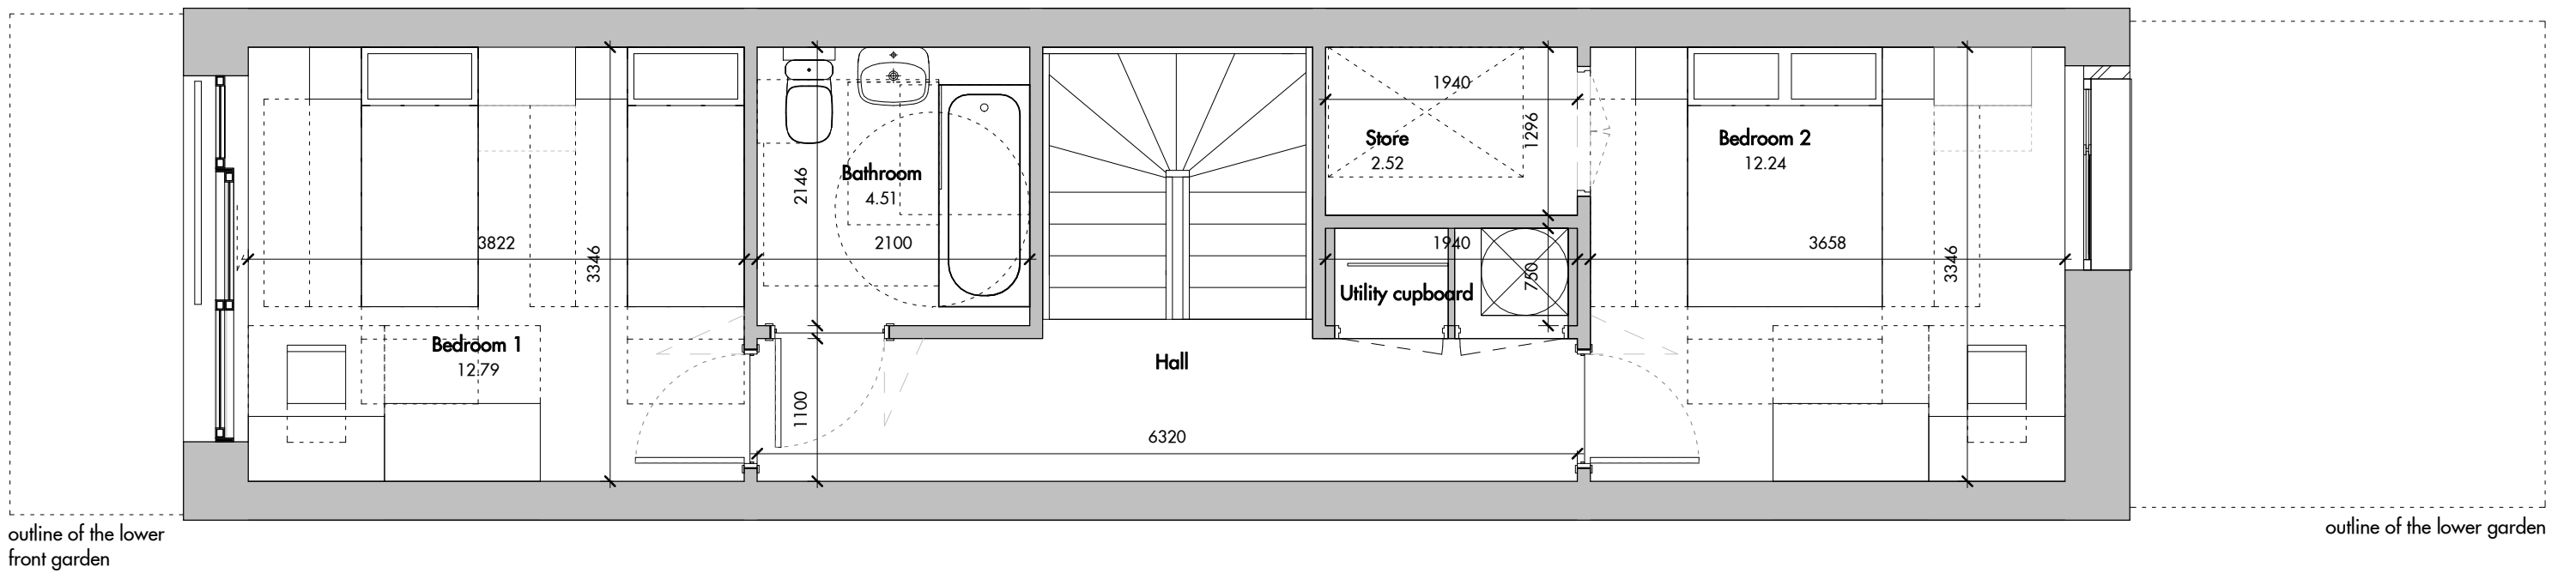 1940
Store
2.52
1296
Bedroom 2
12.24
Bathroom
4.51
2146
3822
3346
2100
1940
750
3658
3346
Utility cupboard
Bedroom 1
12.79
Hall
1100
6320
outline of the lower
front garden
outline of the lower garden